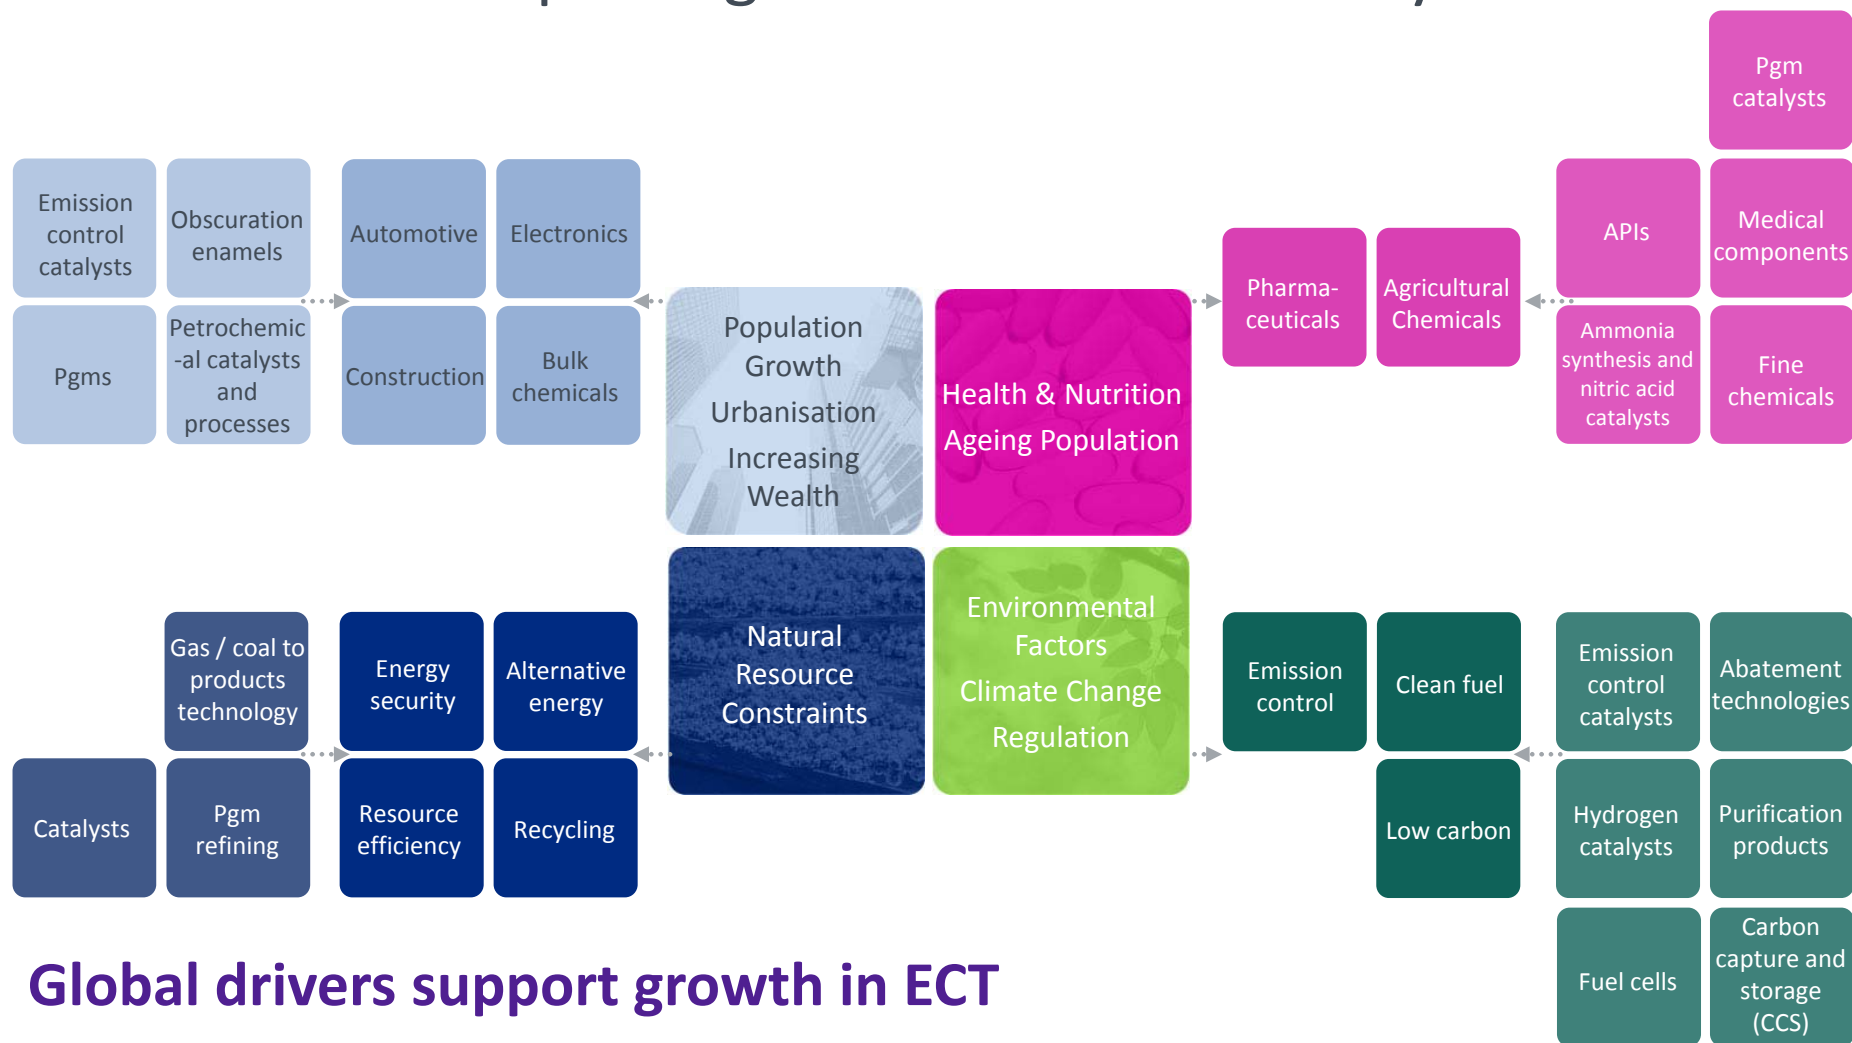 Pgm
catalysts
Emission
control
catalysts
Obscuration
enamels
Automotive
Electronics
Pgms
Petrochemic
-al catalysts
and
processes
Construction
Bulk
chemicals
Population
Growth
Urbanisation
Increasing
Wealth
Health & Nutrition
Ageing Population
Pharma-
ceuticals
Agricultural
Chemicals
APIs
Medical
components
Ammonia
synthesis and
nitric acid
catalysts
Fine
chemicals
Gas / coal to
products
technology
Energy
security
Alternative
energy
Catalysts
Pgm
refining
Resource
efficiency
Recycling
Natural
Resource
Constraints
Environmental
Factors
Climate Change
Regulation
Emission
control
Clean fuel
Low carbon
Emission
control
catalysts
Abatement
technologies
Hydrogen
catalysts
Purification
products
Fuel cells
Carbon
capture and
storage
(CCS)
Global drivers support growth in ECT